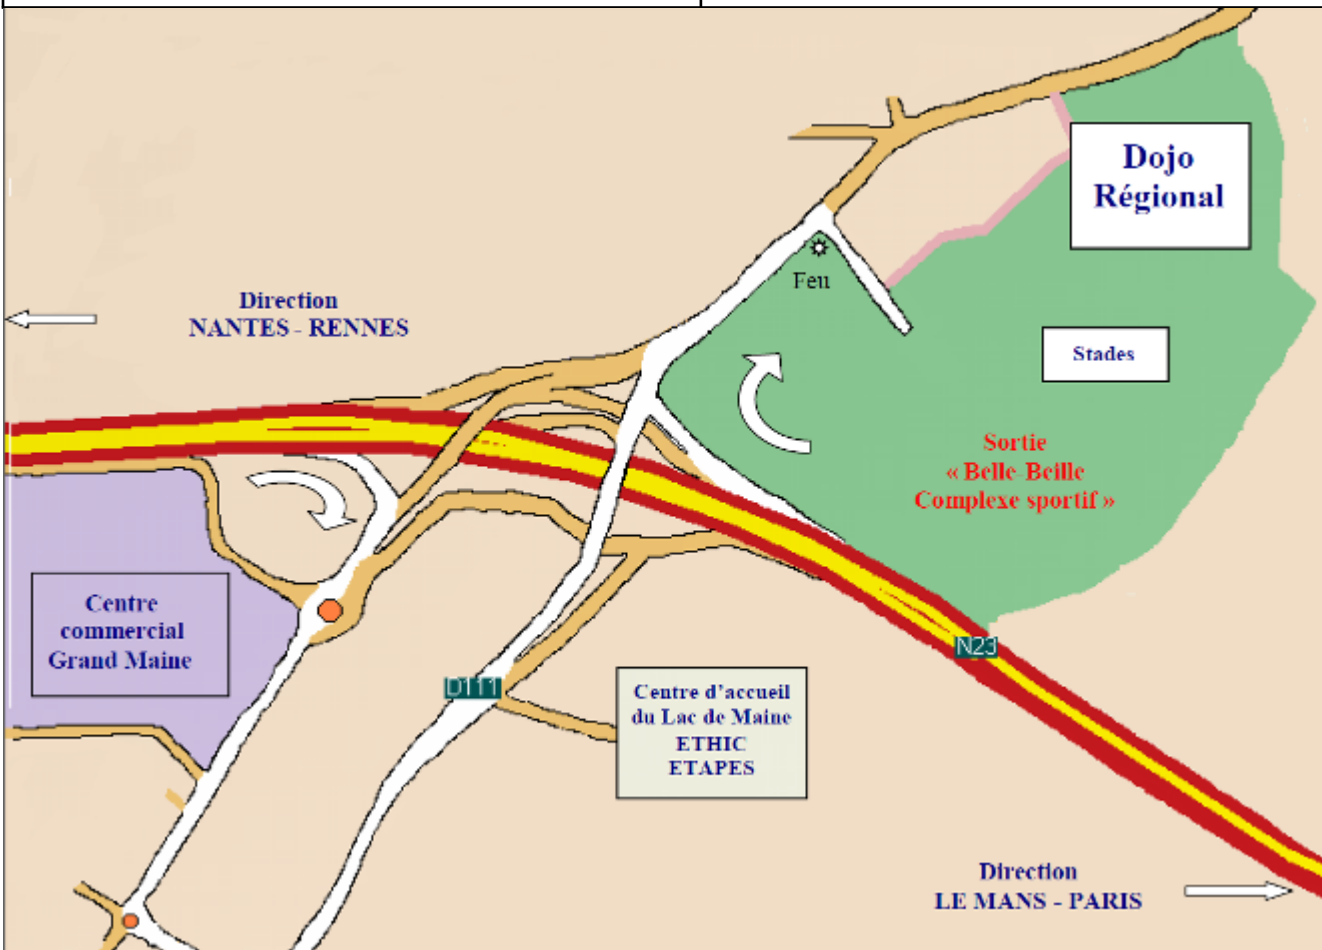 Dojo
Régional
Feu
Direction
NANTES - RENNES
Stades
Sortie
« Belle-Beille
Complexe sportif »
Centre
commercial
Grand Maine
N23
D111
Centre d'accueil
du Lac de Maine
ETHIC
ETAPES
Direction
LE MANS - PARIS